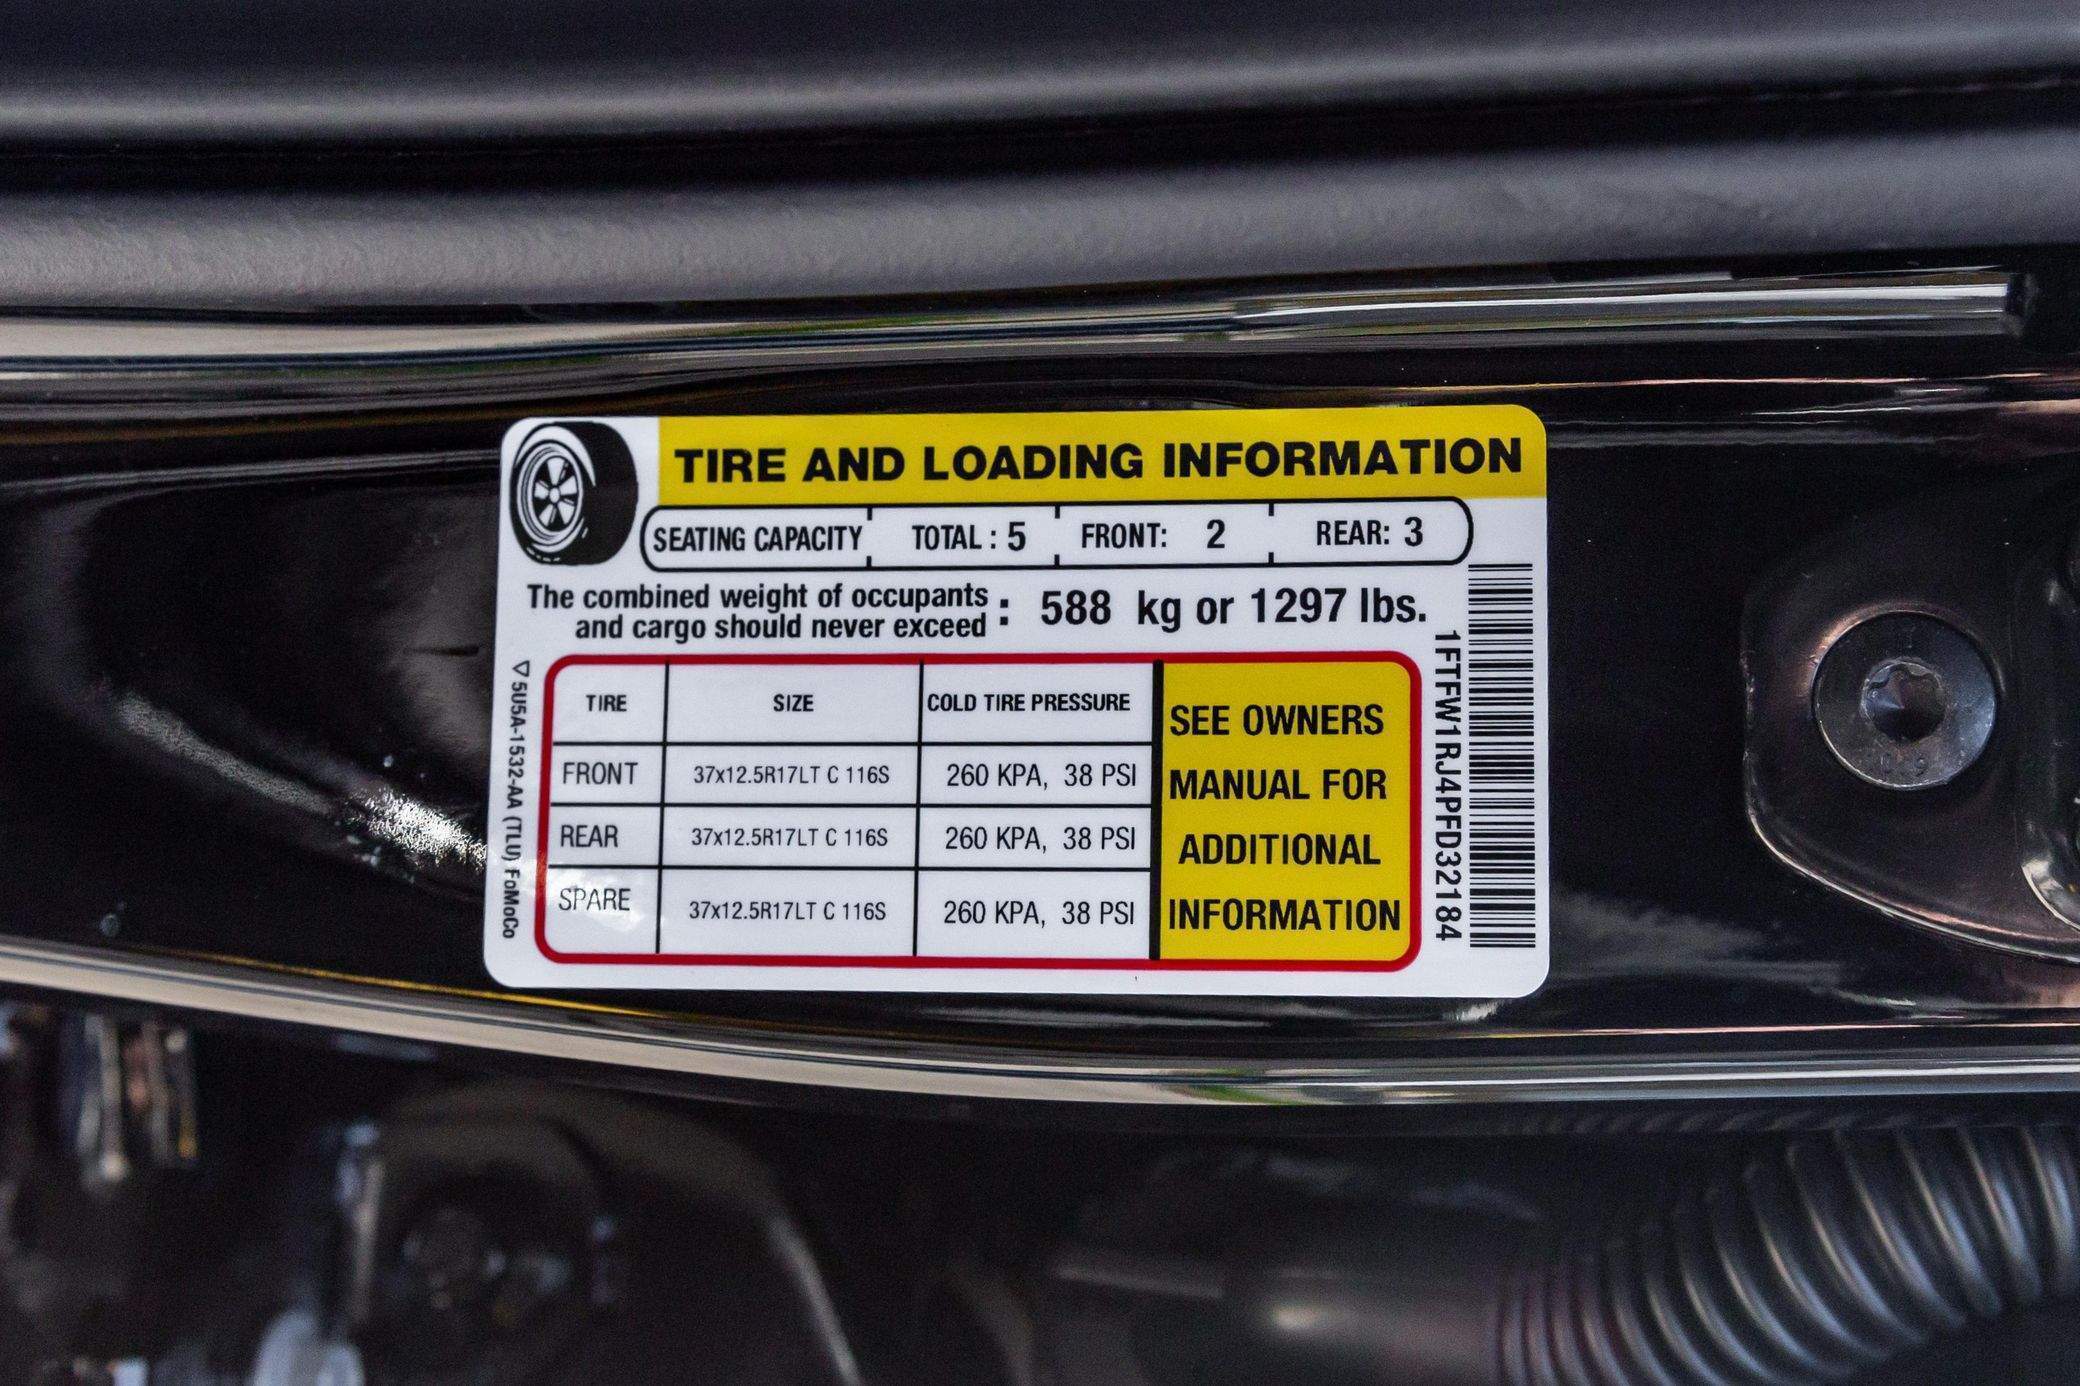 TIRE AND LOADING INFORMATION
SEATING CAPACITY TOTAL : 5 FRONT: 2 REAR: 3
The combined weight of occupants
and cargo should never exceed : 588 kg or 1297 lbs.
TIRE SIZE COLD TIRE PRESSURE
FRONT 37x12.5R17LT C 116S 260 KPA, 38 PSI
REAR 37x12.5R17LT C 116S 260 KPA, 38 PSI
SPARE 37x12.5R17LT C 116S 260 KPA, 38 PSI
SEE OWNERS
MANUAL FOR
ADDITIONAL
INFORMATION
5U5A-1532-AA (TLU) FoMoCo
1FTFW1RJ4PFD32184